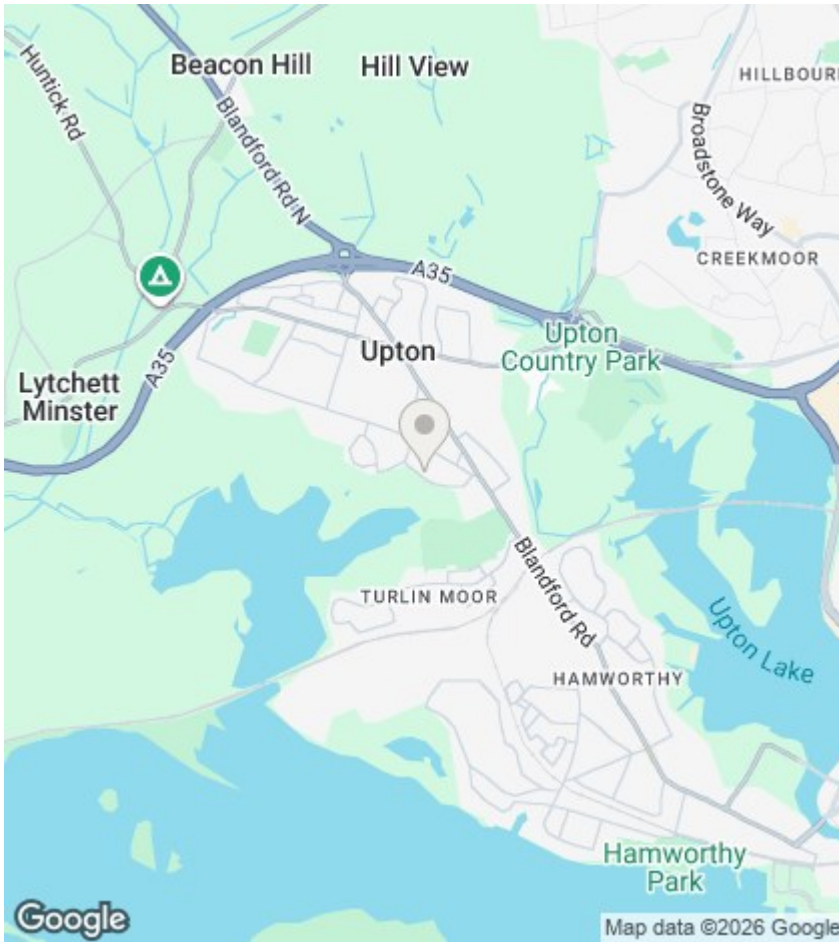 Huntick Rd
Beacon Hill
Hill View
HILLBOUR
Blandford Rd N
Broadstone Way
A35
CREEKMOOR
Upton
Upton
Country Park
A35
Lytchett
Minster
Blandford Rd
TURLIN MOOR
Upton Lake
HAMWORTHY
Hamworthy
Park
Google
Map data ©2026 Google